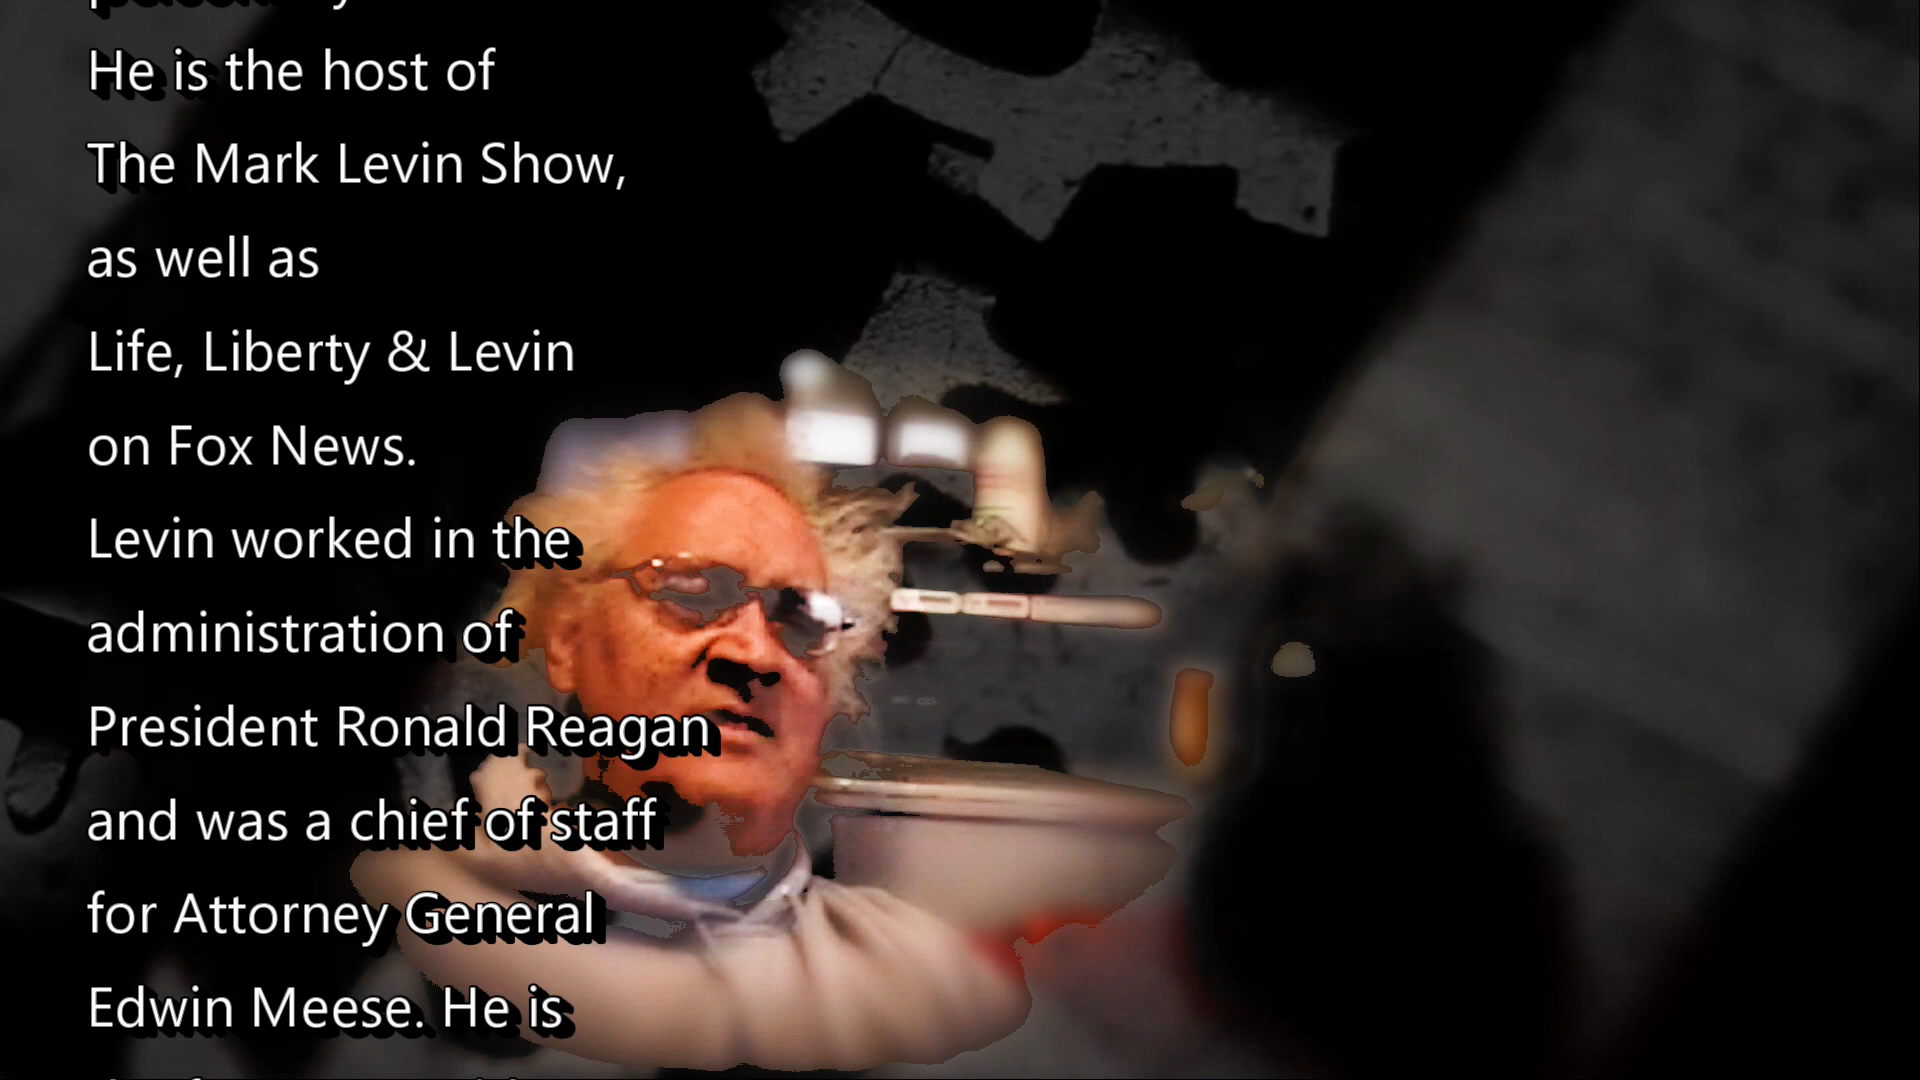 He is the host of
The Mark Levin Show,
as well as
Life, Liberty & Levin
on Fox News.
Levin worked in the
administration of
President Ronald Reagan
and was a chief of staff
for Attorney General
Edwin Meese. He is